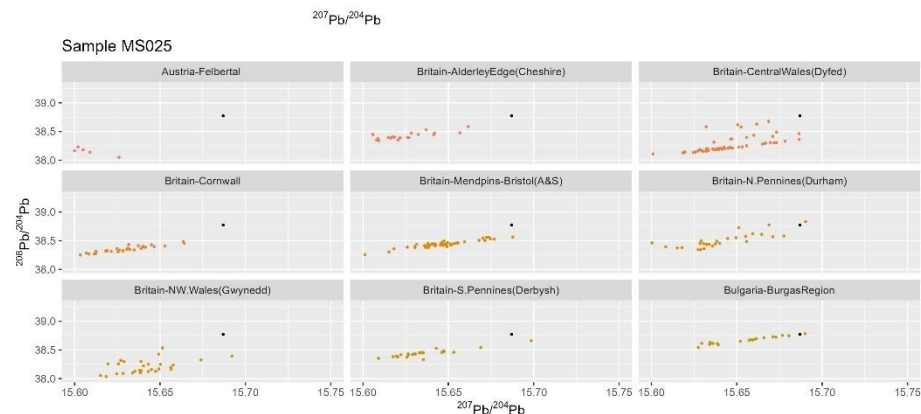 ²⁰⁷Pb/²⁰⁴Pb
Sample MS025
Austria-Felbertal
Britain-AlderleyEdge(Cheshire)
Britain-CentralWales(Dyfed)
39.0
38.5
38.0
Britain-Cornwall
Britain-Mendpins-Bristol(A&S)
Britain-N.Pennines(Durham)
²⁰⁸Pb/²⁰⁴Pb
39.0
38.5
38.0
Britain-NW.Wales(Gwynedd)
Britain-S.Pennines(Derbysh)
Bulgaria-BurgasRegion
39.0
38.5
38.0
15.60 15.65 15.70 15.75 15.60 15.65 15.70 15.75 15.60 15.65 15.70 15.75
²⁰⁷Pb/²⁰⁴Pb